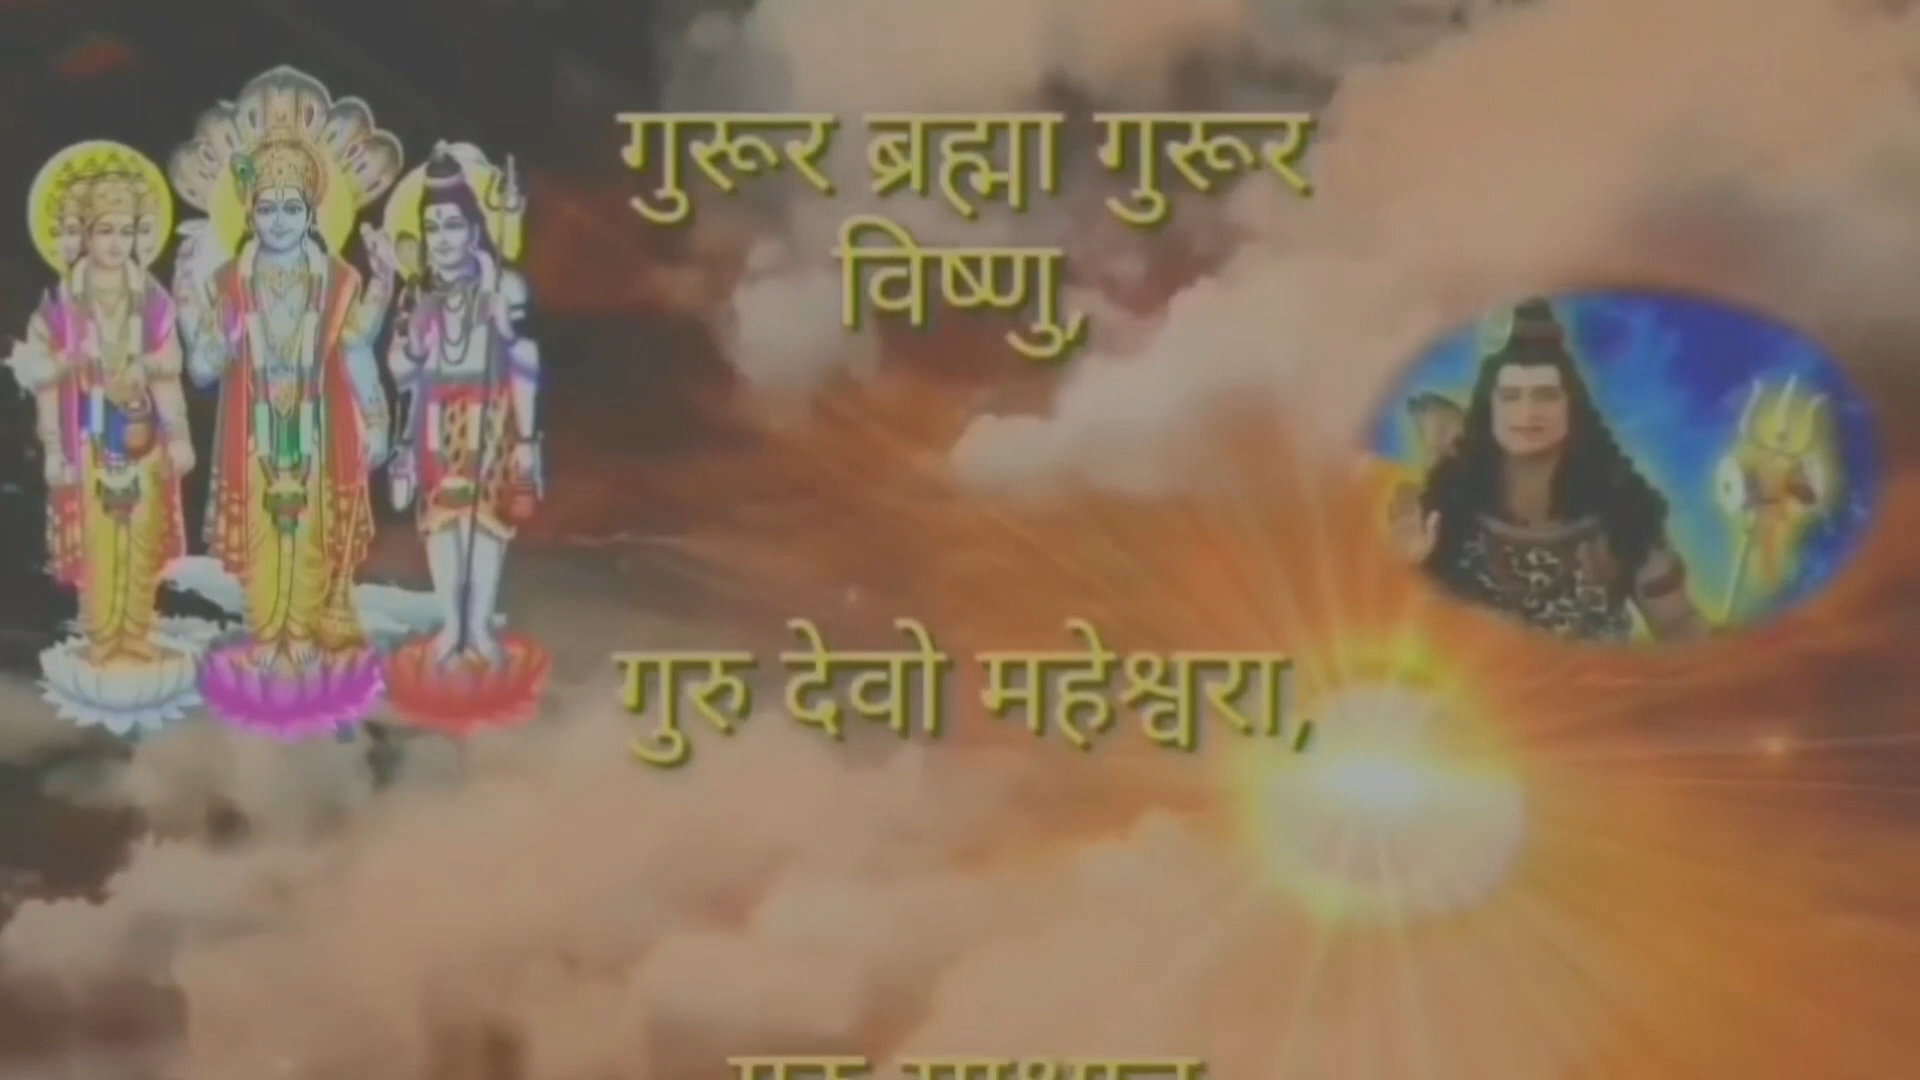 गुरूर ब्रह्मा गुरूर
विष्णु,
गुरु देवो महेश्वरा,